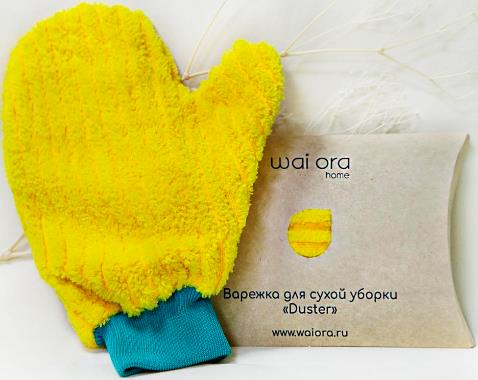 wai ora
home
Варежка для сухой уборки
«Duster»
www.waiora.ru